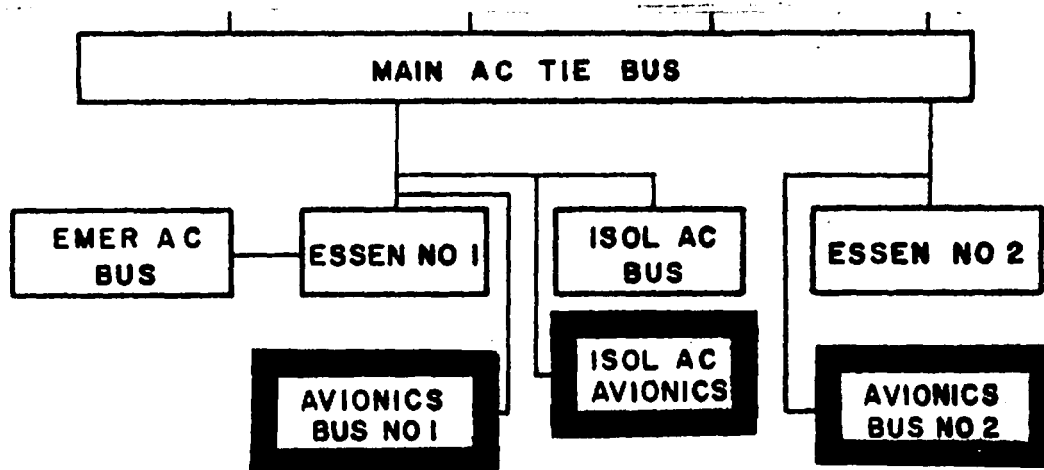 MAIN AC TIE BUS
EMER AC
BUS
ESSEN NO 1
ISOL AC
BUS
ESSEN NO 2
AVIONICS
BUS NO 1
ISOL AC
AVIONICS
AVIONICS
BUS NO 2